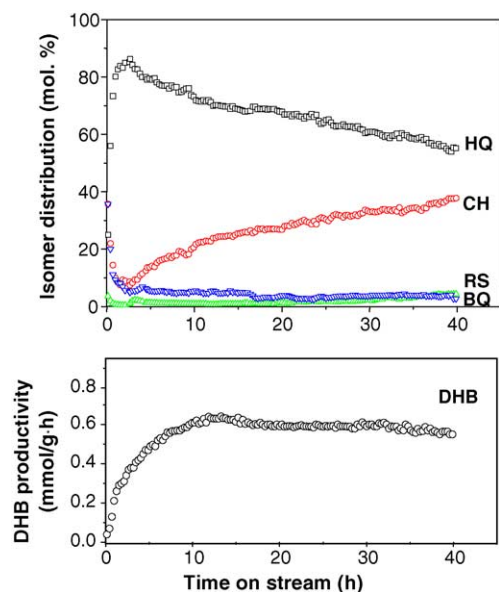 100
80
60
40
20
0
Isomer distribution (mol. %)
HQ
CH
RS
BQ
0 10 20 30 40
0.8
0.6
0.4
0.2
0.0
DHB productivity
(mmol/g·h)
DHB
0 10 20 30 40
Time on stream (h)